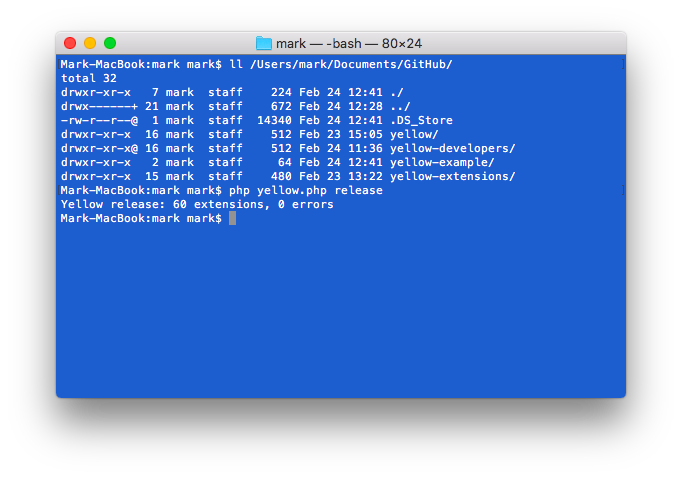 mark — -bash — 80×24
Mark-MacBook:mark mark$ ll /Users/mark/Documents/GitHub/
total 32
drwxr-xr-x   7 mark  staff    224 Feb 24 12:41 ./
drwx------+ 21 mark  staff    672 Feb 24 12:28 ../
-rw-r--r--@  1 mark  staff  14340 Feb 24 12:41 .DS_Store
drwxr-xr-x  16 mark  staff    512 Feb 23 15:05 yellow/
drwxr-xr-x@ 16 mark  staff    512 Feb 24 11:36 yellow-developers/
drwxr-xr-x   2 mark  staff     64 Feb 24 12:41 yellow-example/
drwxr-xr-x  15 mark  staff    480 Feb 23 13:22 yellow-extensions/
Mark-MacBook:mark mark$ php yellow.php release
Yellow release: 60 extensions, 0 errors
Mark-MacBook:mark mark$